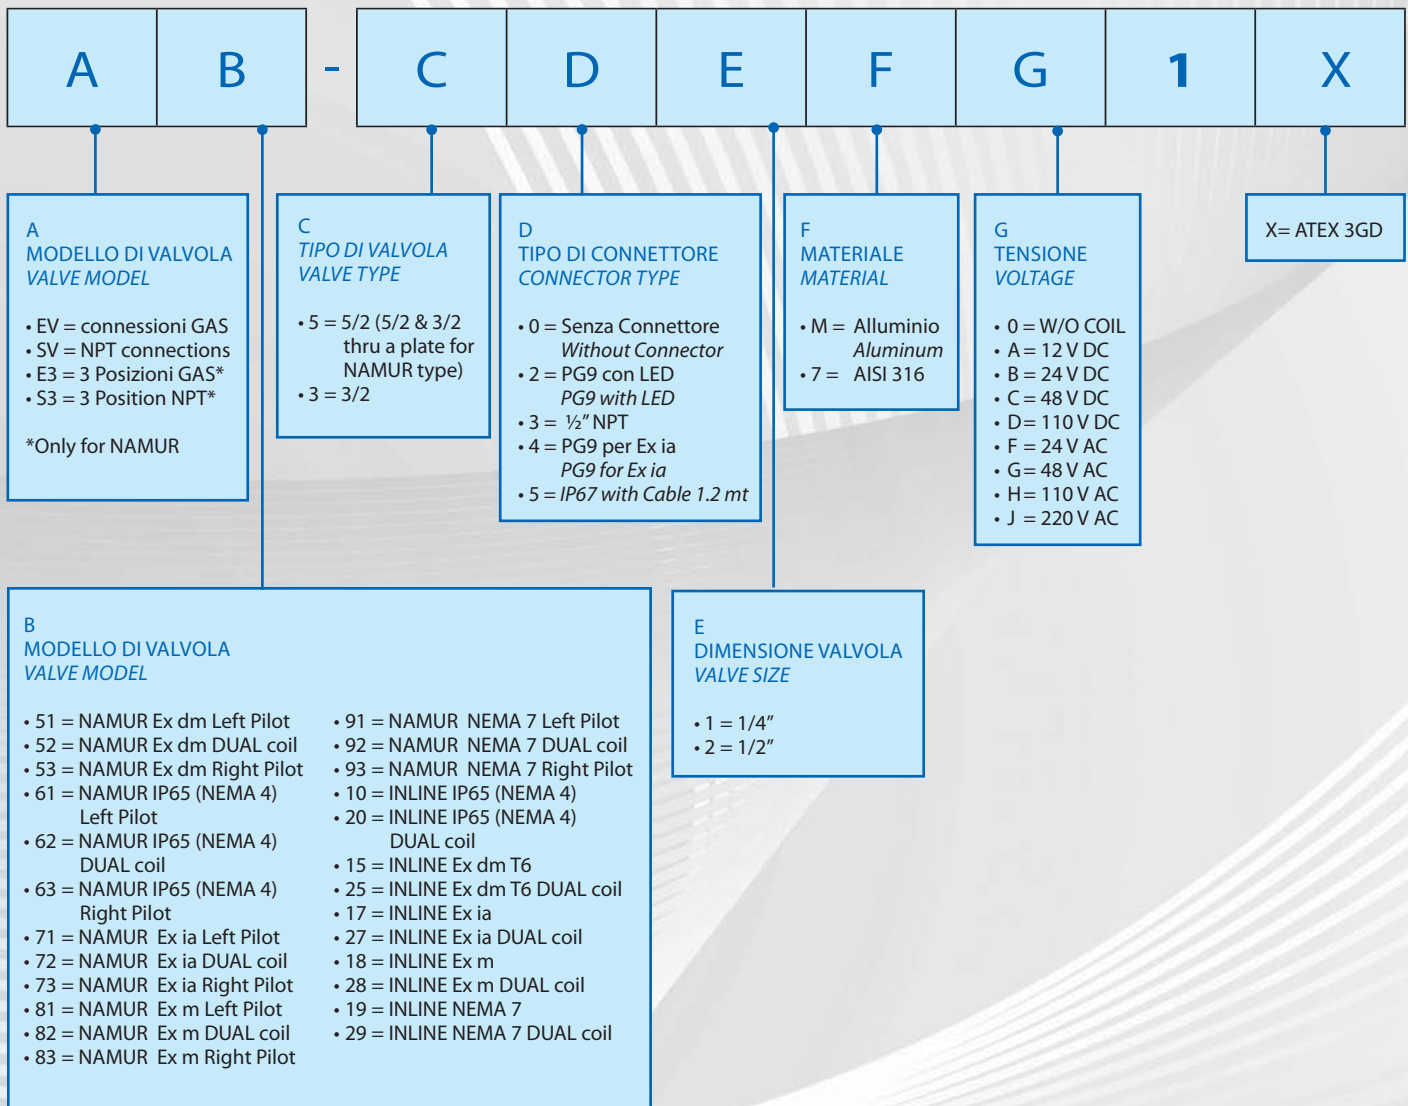 A B - C D E F G 1 X
A
MODELLO DI VALVOLA
VALVE MODEL
• EV = connessioni GAS
• SV = NPT connections
• E3 = 3 Posizioni GAS*
• S3 = 3 Position NPT*
*Only for NAMUR
C
TIPO DI VALVOLA
VALVE TYPE
• 5 = 5/2 (5/2 & 3/2
thru a plate for
NAMUR type)
• 3 = 3/2
D
TIPO DI CONNETTORE
CONNECTOR TYPE
• 0 = Senza Connettore
Without Connector
• 2 = PG9 con LED
PG9 with LED
• 3 = ½” NPT
• 4 = PG9 per Ex ia
PG9 for Ex ia
• 5 = IP67 with Cable 1.2 mt
F
MATERIALE
MATERIAL
• M = Alluminio
Aluminum
• 7 = AISI 316
G
TENSIONE
VOLTAGE
• 0 = W/O COIL
• A = 12 V DC
• B = 24 V DC
• C = 48 V DC
• D = 110 V DC
• F = 24 V AC
• G = 48 V AC
• H = 110 V AC
• J = 220 V AC
X= ATEX 3GD
B
MODELLO DI VALVOLA
VALVE MODEL
• 51 = NAMUR Ex dm Left Pilot
• 52 = NAMUR Ex dm DUAL coil
• 53 = NAMUR Ex dm Right Pilot
• 61 = NAMUR IP65 (NEMA 4)
Left Pilot
• 62 = NAMUR IP65 (NEMA 4)
DUAL coil
• 63 = NAMUR IP65 (NEMA 4)
Right Pilot
• 71 = NAMUR Ex ia Left Pilot
• 72 = NAMUR Ex ia DUAL coil
• 73 = NAMUR Ex ia Right Pilot
• 81 = NAMUR Ex m Left Pilot
• 82 = NAMUR Ex m DUAL coil
• 83 = NAMUR Ex m Right Pilot
• 91 = NAMUR NEMA 7 Left Pilot
• 92 = NAMUR NEMA 7 DUAL coil
• 93 = NAMUR NEMA 7 Right Pilot
• 10 = INLINE IP65 (NEMA 4)
• 20 = INLINE IP65 (NEMA 4)
DUAL coil
• 15 = INLINE Ex dm T6
• 25 = INLINE Ex dm T6 DUAL coil
• 17 = INLINE Ex ia
• 27 = INLINE Ex ia DUAL coil
• 18 = INLINE Ex m
• 28 = INLINE Ex m DUAL coil
• 19 = INLINE NEMA 7
• 29 = INLINE NEMA 7 DUAL coil
E
DIMENSIONE VALVOLA
VALVE SIZE
• 1 = 1/4”
• 2 = 1/2”